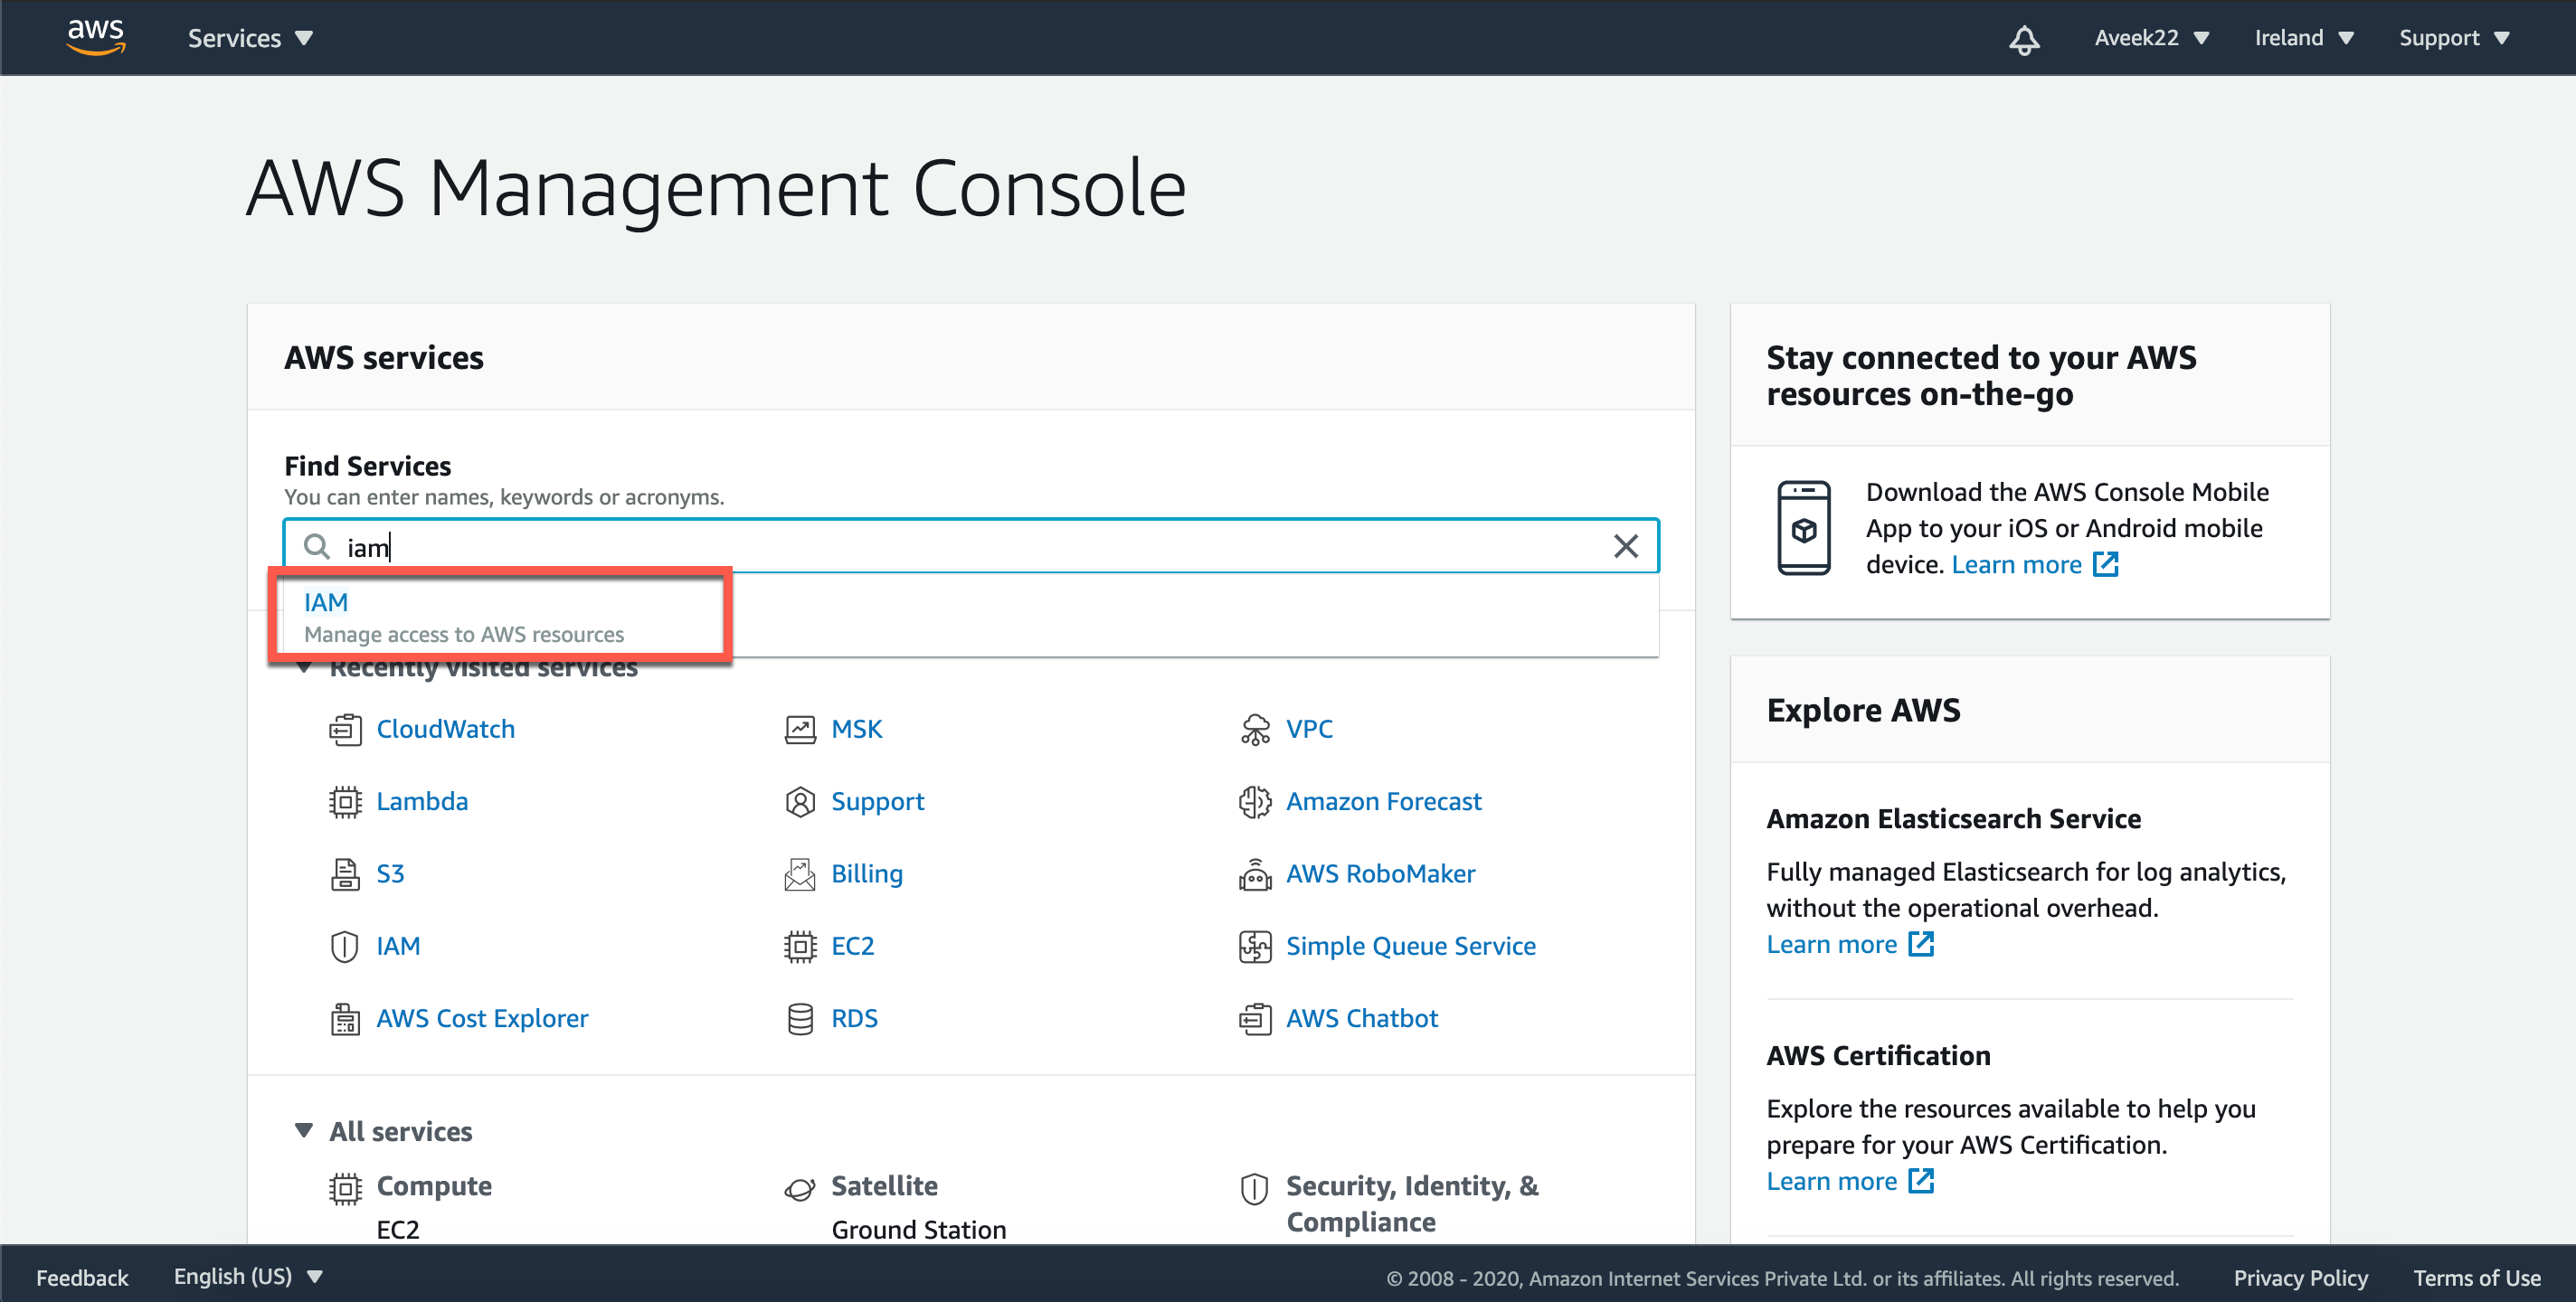 aws
Services
Aveek22
Ireland
Support
AWS Management Console
AWS services
Find Services
You can enter names, keywords or acronyms.
iam
IAM
Manage access to AWS resources
Recently visited services
CloudWatch
MSK
VPC
Lambda
Support
Amazon Forecast
S3
Billing
AWS RoboMaker
IAM
EC2
Simple Queue Service
AWS Cost Explorer
RDS
AWS Chatbot
All services
Compute
EC2
Satellite
Ground Station
Security, Identity, &
Compliance
Stay connected to your AWS
resources on-the-go
Download the AWS Console Mobile
App to your iOS or Android mobile
device. Learn more
Explore AWS
Amazon Elasticsearch Service
Fully managed Elasticsearch for log analytics,
without the operational overhead.
Learn more
AWS Certification
Explore the resources available to help you
prepare for your AWS Certification.
Learn more
Feedback
English (US)
© 2008 - 2020, Amazon Internet Services Private Ltd. or its affiliates. All rights reserved.
Privacy Policy
Terms of Use